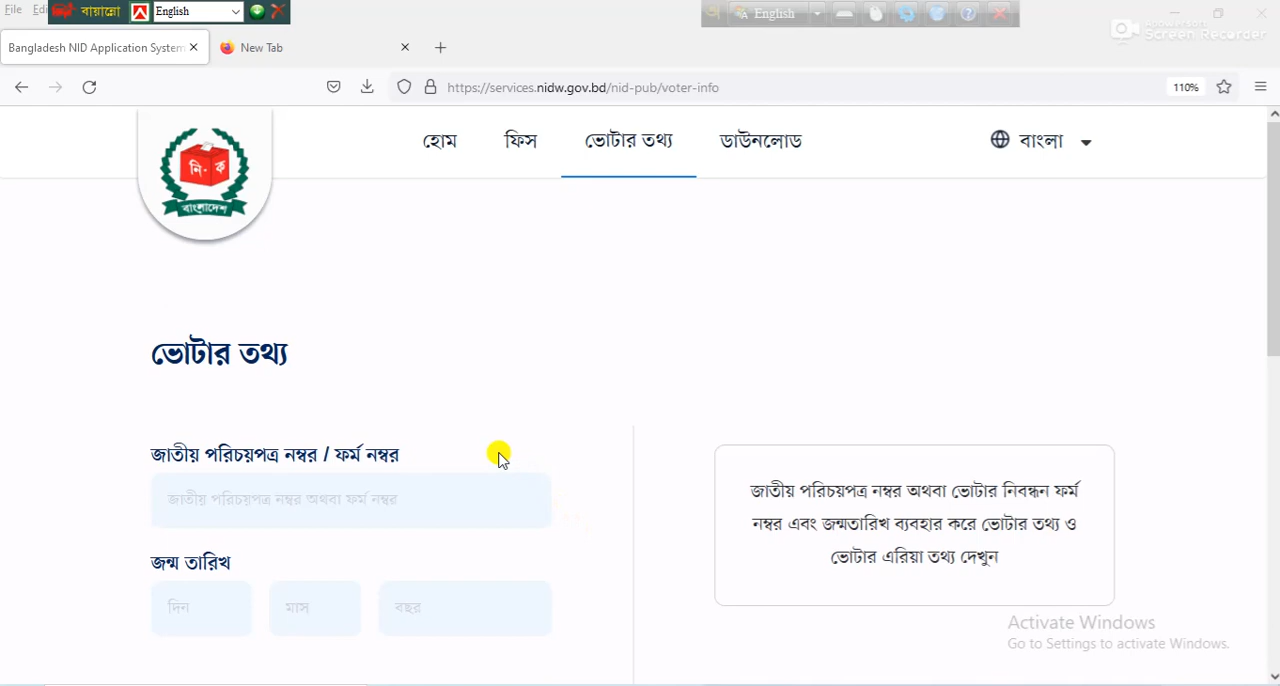 File Edi বায়ান্নো English
English
APOWERSOFT
Screen Recorder
Bangladesh NID Application System
New Tab
https://services.nidw.gov.bd/nid-pub/voter-info
110%
নি ক
বাংলাদেশ
হোম ফিস ভোটার তথ্য ডাউনলোড বাংলা
ভোটার তথ্য
জাতীয় পরিচয়পত্র নম্বর / ফর্ম নম্বর
জাতীয় পরিচয়পত্র নম্বর অথবা ফর্ম নম্বর
জন্ম তারিখ
দিন মাস বছর
জাতীয় পরিচয়পত্র নম্বর অথবা ভোটার নিবন্ধন ফর্ম
নম্বর এবং জন্মতারিখ ব্যবহার করে ভোটার তথ্য ও
ভোটার এরিয়া তথ্য দেখুন
Activate Windows
Go to Settings to activate Windows.